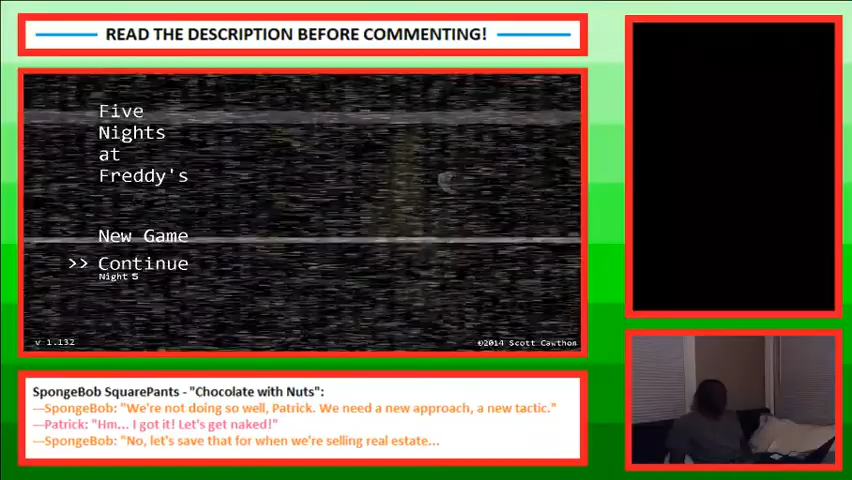 READ THE DESCRIPTION BEFORE COMMENTING!
Five
Nights
at
Freddy's
New Game
>> Continue
Night 5
v 1.132
©2014 Scott Cawthon
SpongeBob SquarePants - "Chocolate with Nuts":
—SpongeBob: "We're not doing so well, Patrick. We need a new approach, a new tactic."
—Patrick: "Hm... I got it! Let's get naked!"
—SpongeBob: "No, let's save that for when we're selling real estate...